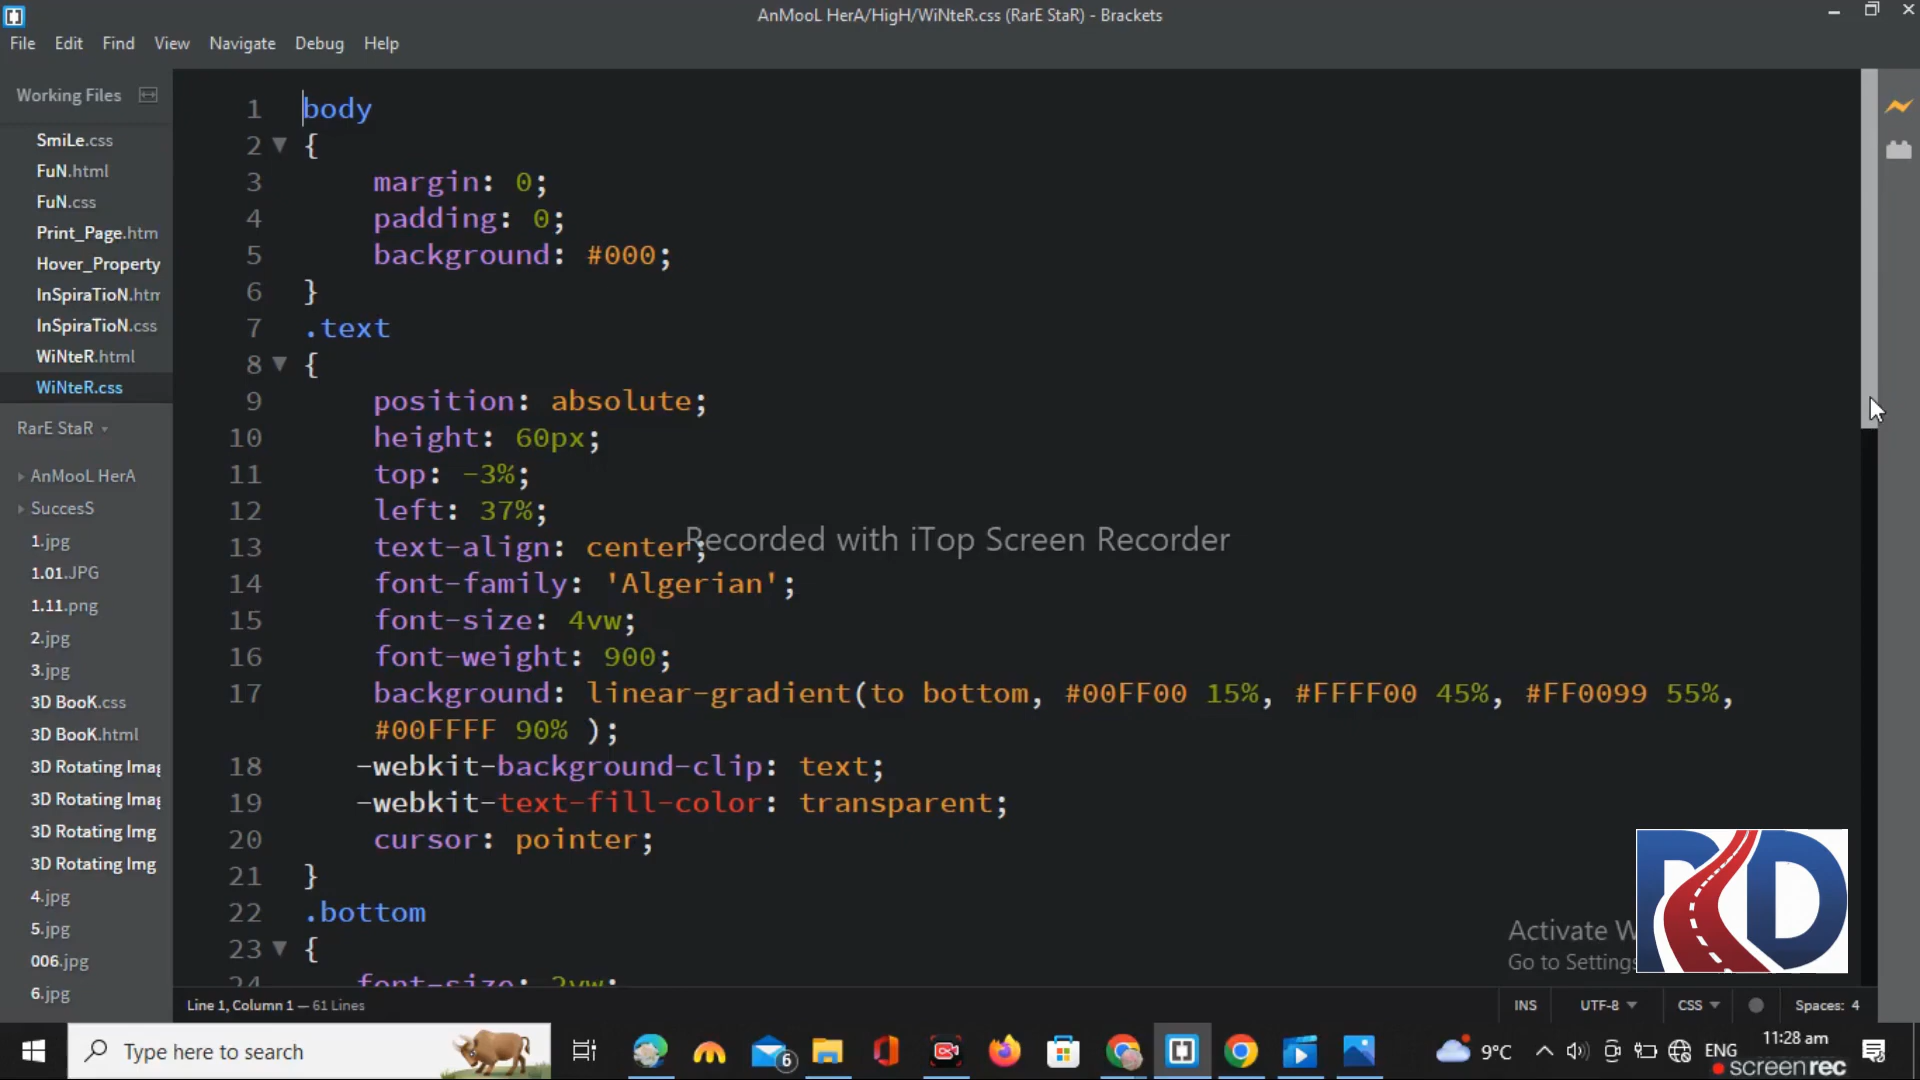 AnMooL HerA/HigH/WiNteR.css (RarE StaR) - Brackets
File Edit Find View Navigate Debug Help
Working Files
SmiLe.css
FuN.html
FuN.css
Print_Page.htm
Hover_Property
InSpiraTioN.htm
InSpiraTioN.css
WiNteR.html
WiNteR.css
RarE StaR
AnMooL HerA
SuccesS
1.jpg
1.01.JPG
1.11.png
2.jpg
3.jpg
3D BooK.css
3D BooK.html
3D Rotating Imag
3D Rotating Imag
3D Rotating Img
3D Rotating Img
4.jpg
5.jpg
006.jpg
6.jpg
1 body
2 {
3 margin: 0;
4 padding: 0;
5 background: #000;
6 }
7 .text
8 {
9 position: absolute;
10 height: 60px;
11 top: -3%;
12 left: 37%;
13 text-align: center;
14 font-family: 'Algerian';
15 font-size: 4vw;
16 font-weight: 900;
17 background: linear-gradient(to bottom, #00FF00 15%, #FFFF00 45%, #FF0099 55%,
#00FFFF 90% );
18 -webkit-background-clip: text;
19 -webkit-text-fill-color: transparent;
20 cursor: pointer;
21 }
22 .bottom
23 {
24 font-size: 2vw;
Recorded with iTop Screen Recorder
Activate W
Go to Settings
RD
Line 1, Column 1 — 61 Lines
INS UTF-8 CSS Spaces: 4
Type here to search
6
9°C
ENG
11:28 am
screenrec